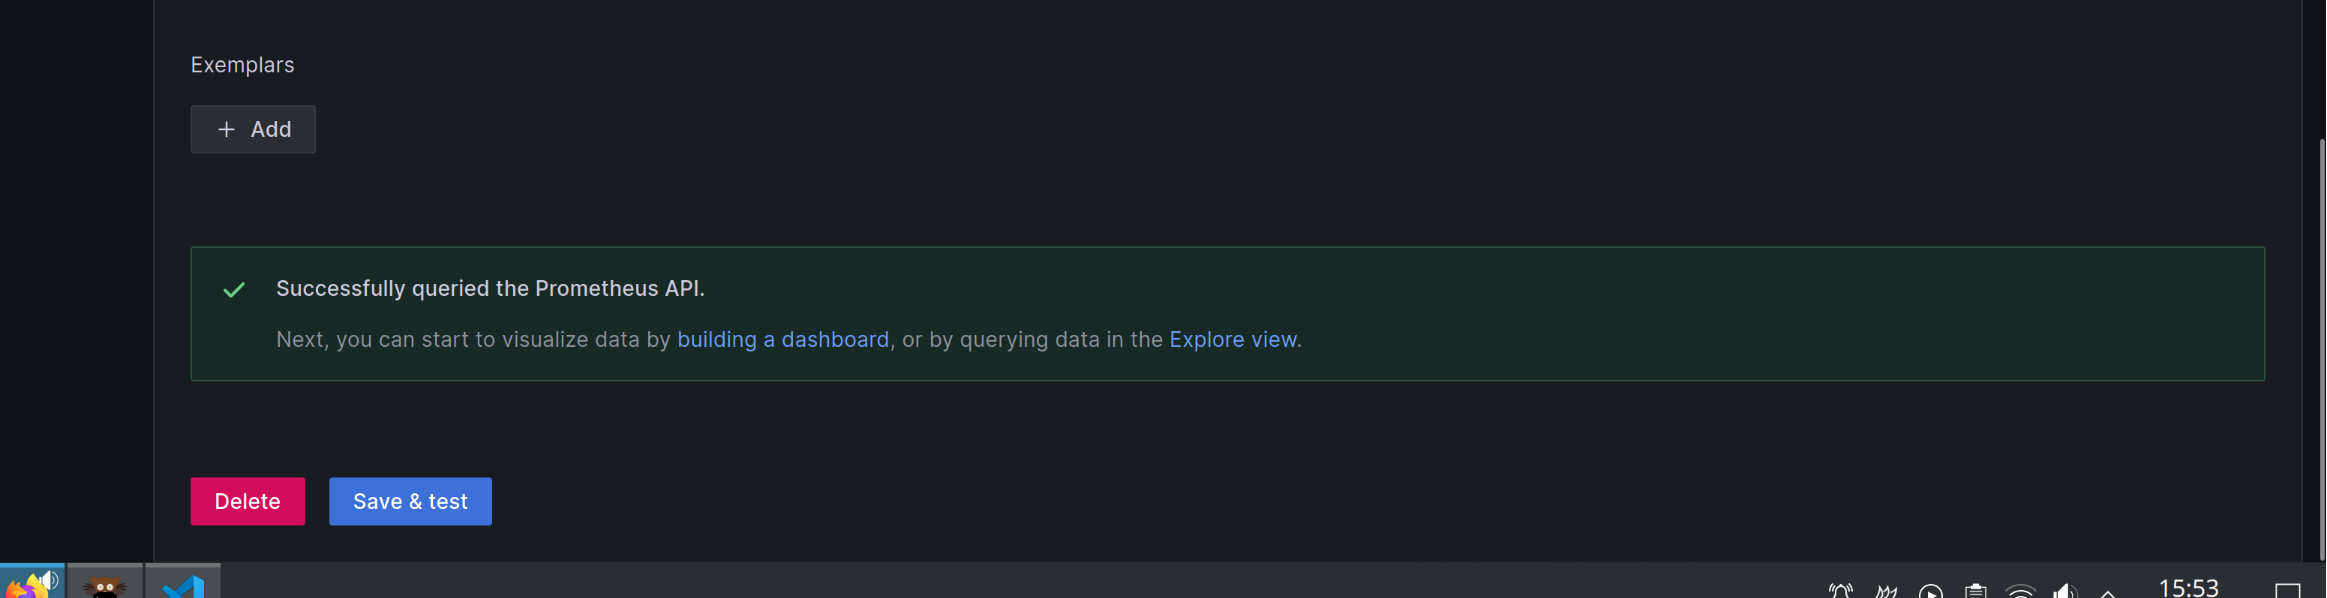 Exemplars
+ Add
Successfully queried the Prometheus API.
Next, you can start to visualize data by building a dashboard, or by querying data in the Explore view.
Delete
Save & test
15:53